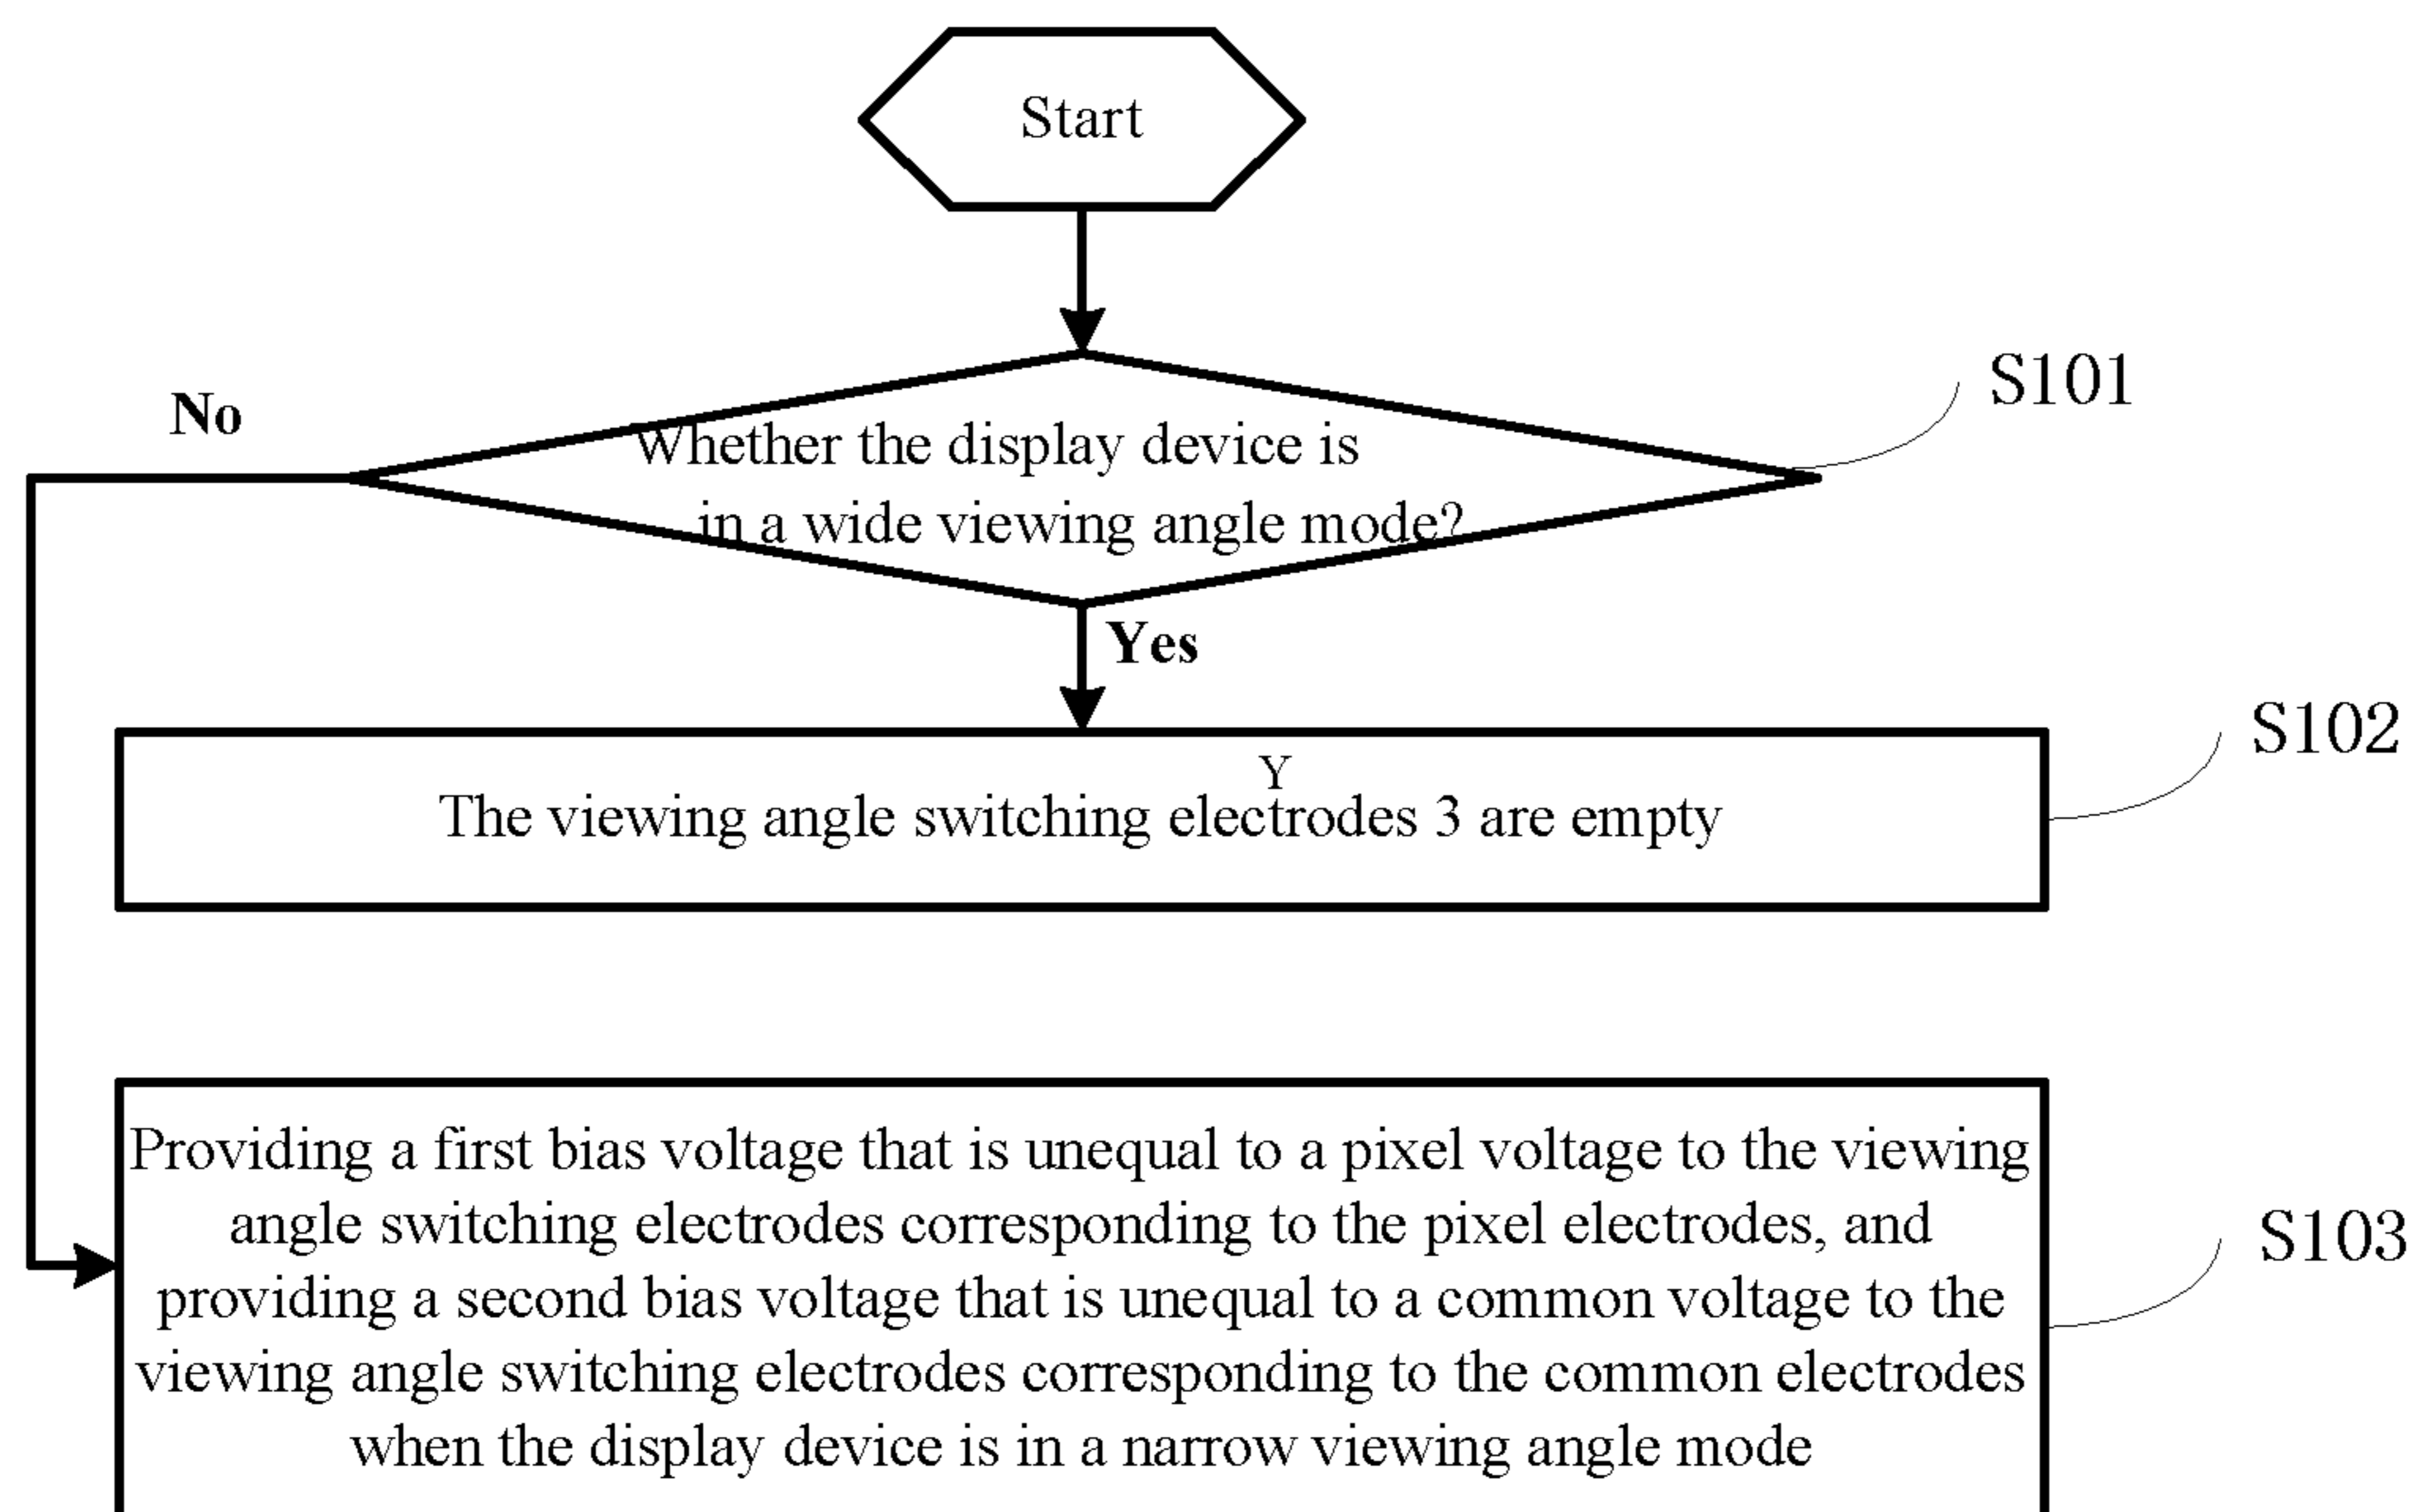 Start
S101
No
Whether the display device is
in a wide viewing angle mode?
Yes
S102
Y
The viewing angle switching electrodes 3 are empty
Providing a first bias voltage that is unequal to a pixel voltage to the viewing
angle switching electrodes corresponding to the pixel electrodes, and
S103
providing a second bias voltage that is unequal to a common voltage to the
viewing angle switching electrodes corresponding to the common electrodes
when the display device is in a narrow viewing angle mode